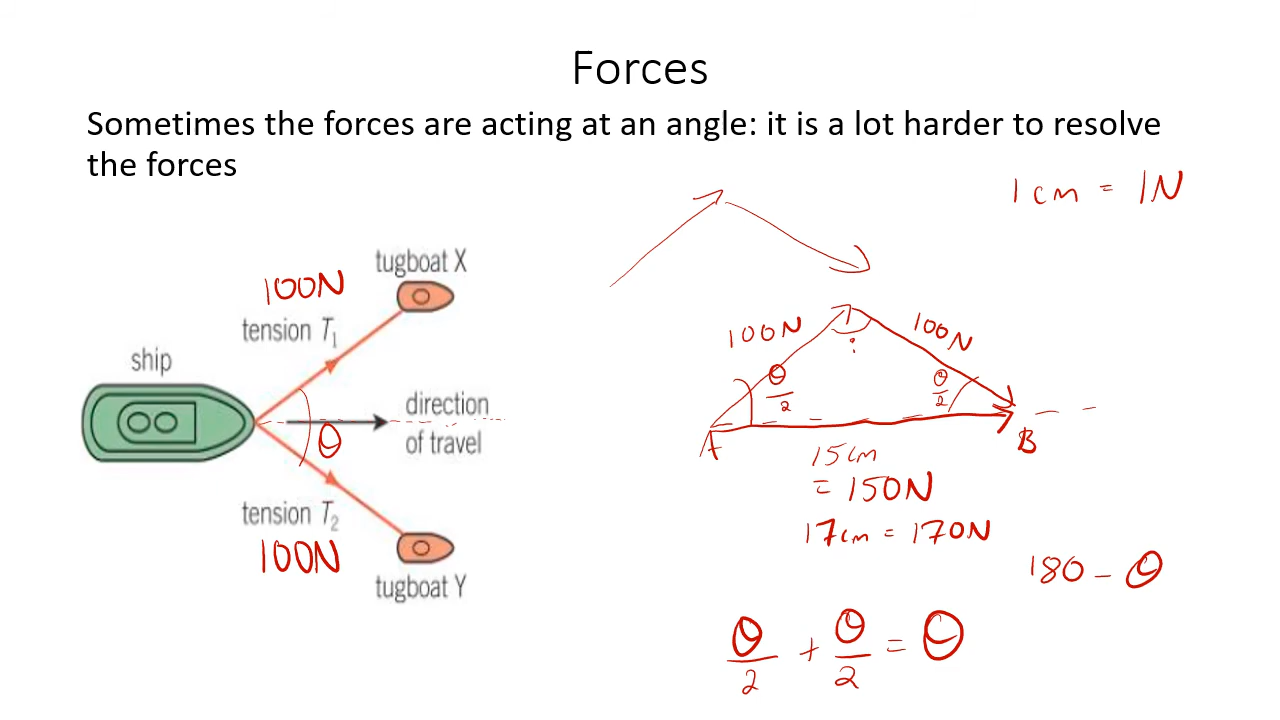 Forces
Sometimes the forces are acting at an angle: it is a lot harder to resolve
the forces
1cm = 1N
tugboat X
100N
tension T₁
ship
direction
of travel
θ
tension T₂
100N
tugboat Y
100N
100N
?
θ/2
θ/2
A
B
15cm
= 150N
17cm = 170N
180 - θ
θ/2 + θ/2 = θ